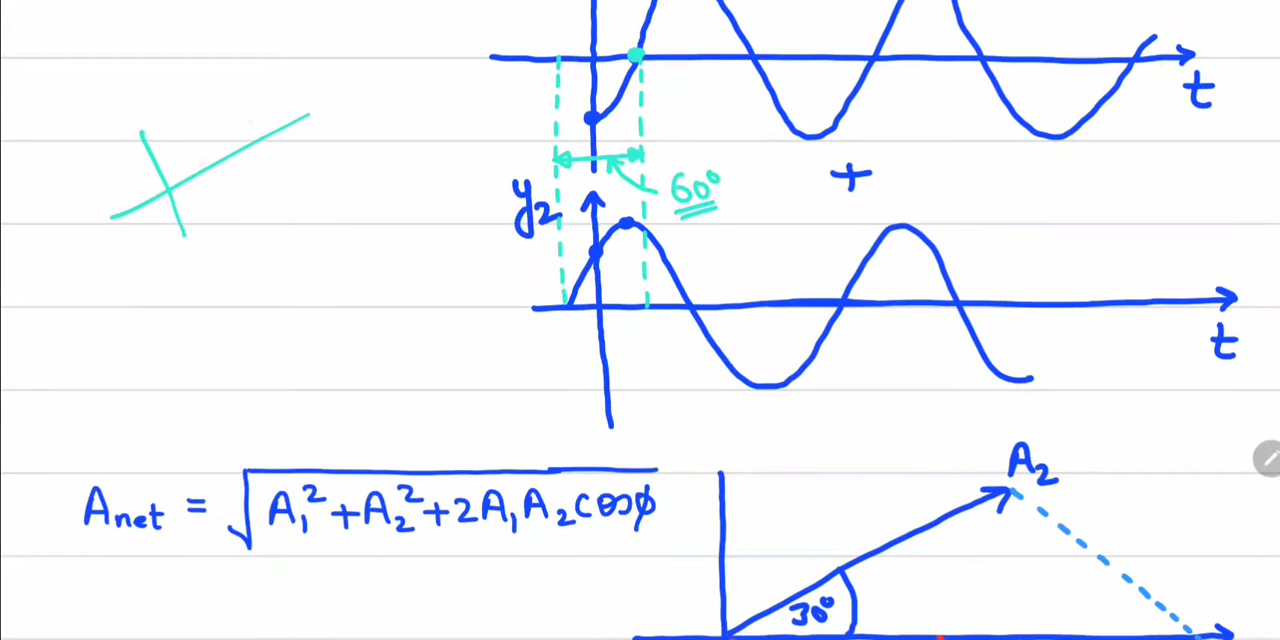 t
60°
+
y₂
t
A₂
Anet = √A₁² + A₂² + 2A₁A₂cosϕ
30°